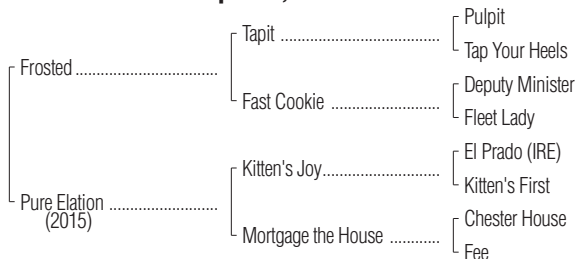 Pulpit
Tapit
Tap Your Heels
Frosted
Deputy Minister
Fast Cookie
Fleet Lady
El Prado (IRE)
Kitten's Joy
Kitten's First
Pure Elation
(2015)
Chester House
Mortgage the House
Fee